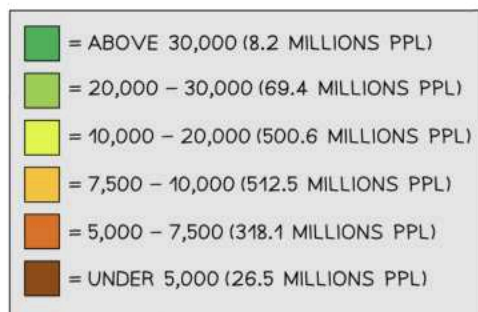 = ABOVE 30,000 (8.2 MILLIONS PPL)
= 20,000 – 30,000 (69.4 MILLIONS PPL)
= 10,000 – 20,000 (500.6 MILLIONS PPL)
= 7,500 – 10,000 (512.5 MILLIONS PPL)
= 5,000 – 7,500 (318.1 MILLIONS PPL)
= UNDER 5,000 (26.5 MILLIONS PPL)